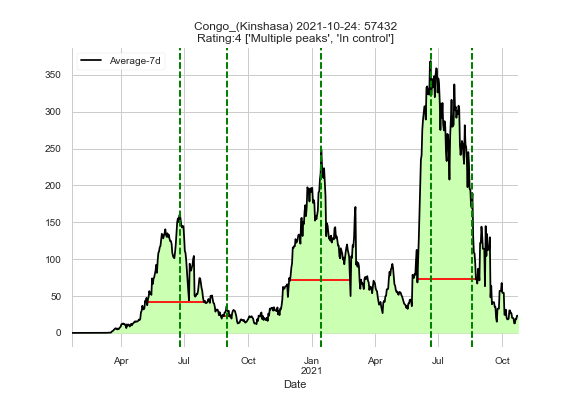 Congo_(Kinshasa) 2021-10-24: 57432
Rating:4 ['Multiple peaks', 'In control']
Average-7d
350
300
250
200
150
100
50
0
Apr
Jul
Oct
Jan
2021
Apr
Jul
Oct
Date